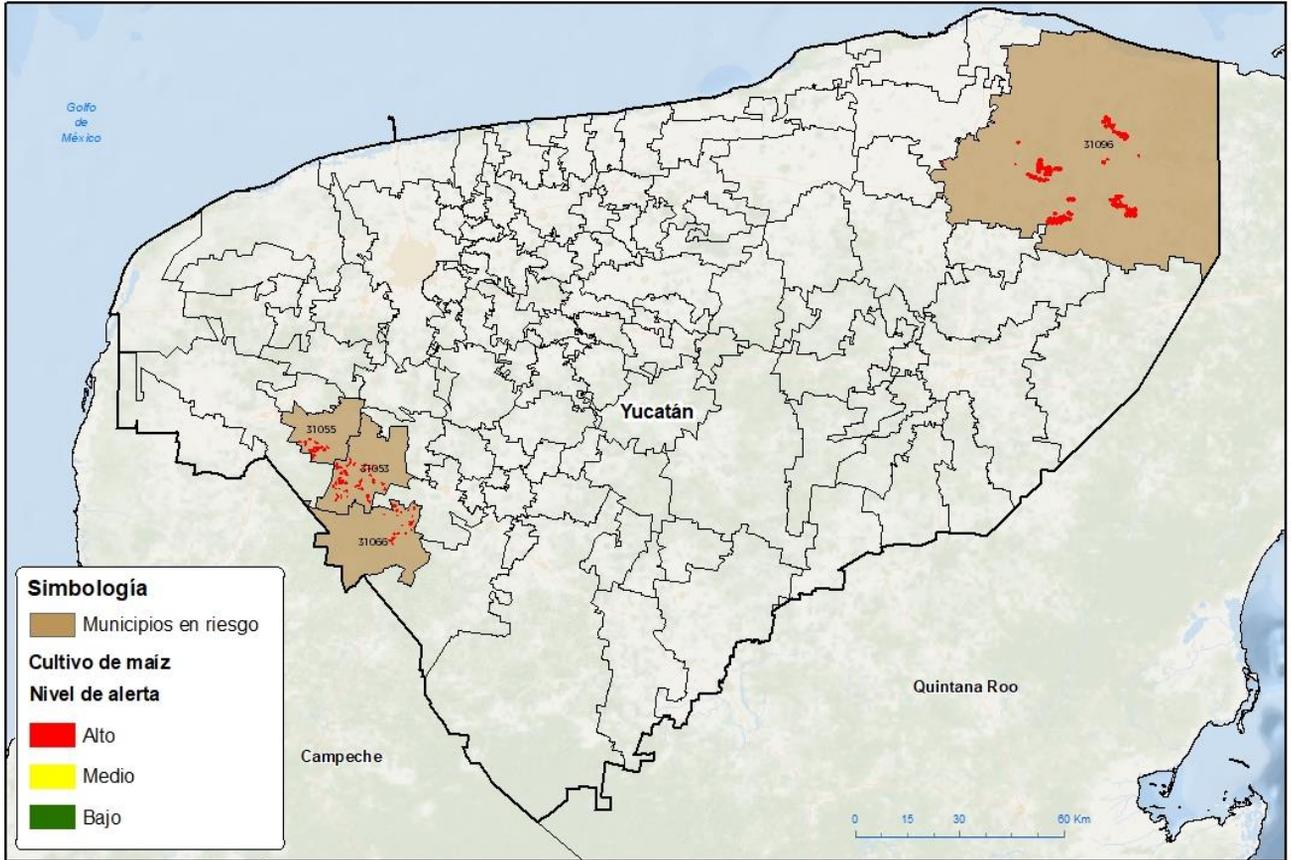 Golfo
de
México
31096
Yucatán
31055
31053
31066
Simbología
Municipios en riesgo
Cultivo de maíz
Nivel de alerta
Alto
Medio
Bajo
Campeche
Quintana Roo
0 15 30 60 Km